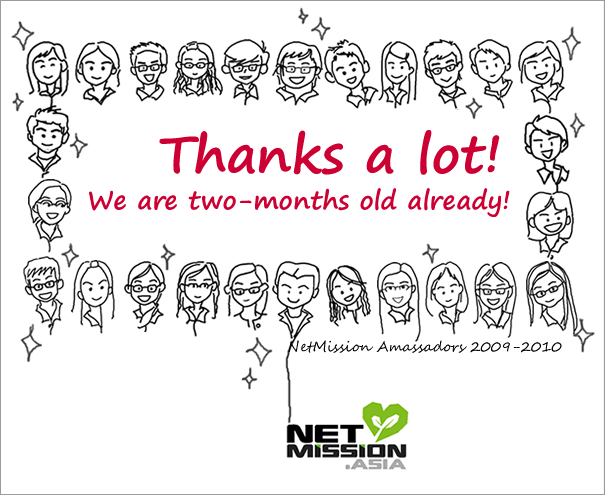 Thanks a lot!
We are two-months old already!
NetMission Amassadors 2009-2010
NET
MISSION
.ASIA